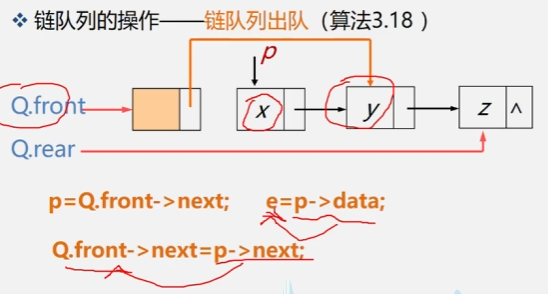 ❖ 链队列的操作——链队列出队（算法3.18 ）
p
Q.front x y z ∧
Q.rear
p=Q.front->next; e=p->data;
Q.front->next=p->next;